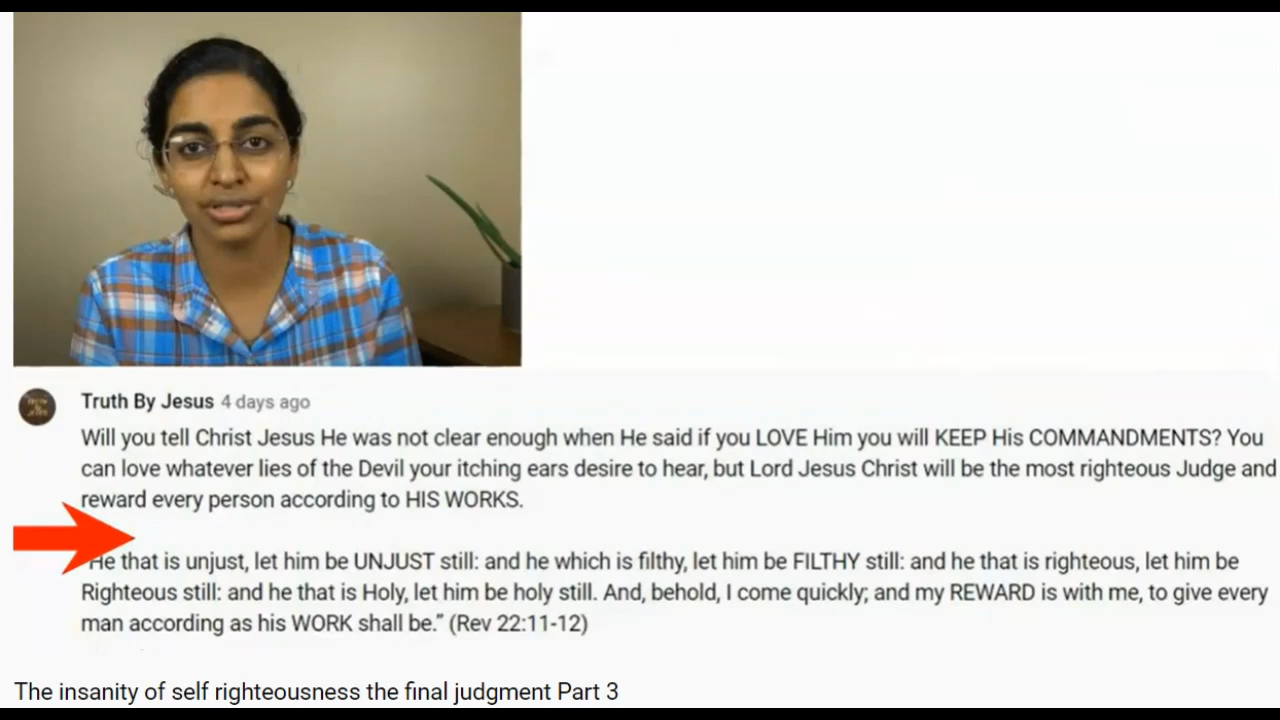 Truth By Jesus 4 days ago
Will you tell Christ Jesus He was not clear enough when He said if you LOVE Him you will KEEP His COMMANDMENTS? You
can love whatever lies of the Devil your itching ears desire to hear, but Lord Jesus Christ will be the most righteous Judge and
reward every person according to HIS WORKS.
"He that is unjust, let him be UNJUST still: and he which is filthy, let him be FILTHY still: and he that is righteous, let him be
Righteous still: and he that is Holy, let him be holy still. And, behold, I come quickly; and my REWARD is with me, to give every
man according as his WORK shall be." (Rev 22:11-12)
The insanity of self righteousness the final judgment Part 3